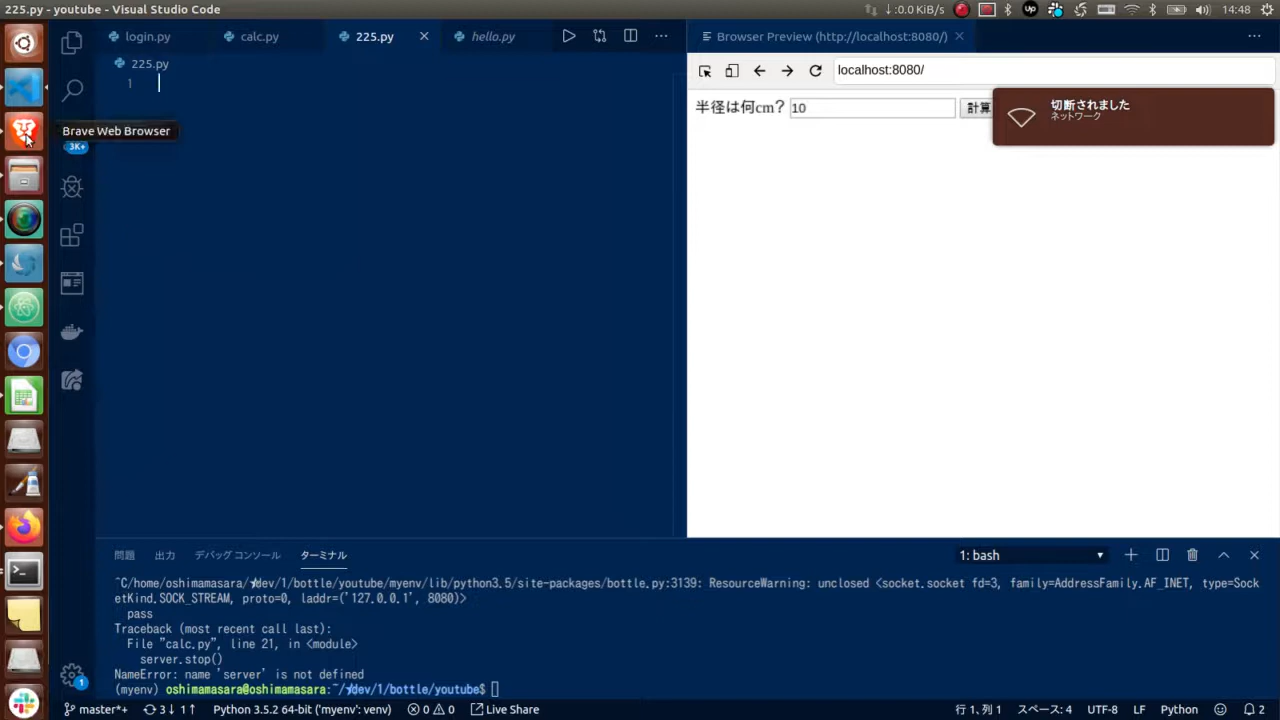 225.py - youtube - Visual Studio Code
↓:0.0 KiB/s
Up
14:48
login.py
calc.py
225.py
hello.py
Browser Preview (http://localhost:8080/)
225.py
localhost:8080/
1
半径は何cm? 10 計算
切断されました
ネットワーク
Brave Web Browser
3K+
問題 出力 デバッグ コンソール ターミナル
1: bash
^C/home/oshimamasara/★dev/1/bottle/youtube/myenv/lib/python3.5/site-packages/bottle.py:3139: ResourceWarning: unclosed <socket.socket fd=3, family=AddressFamily.AF_INET, type=Sock
etKind.SOCK_STREAM, proto=0, laddr=('127.0.0.1', 8080)>
pass
Traceback (most recent call last):
File "calc.py", line 21, in <module>
server.stop()
NameError: name 'server' is not defined
(myenv) oshimamasara@oshimamasara:~/★dev/1/bottle/youtube$
1
master*+ 3↓ 1↑ Python 3.5.2 64-bit ('myenv': venv) 0 0 Live Share 行 1、列 1 スペース: 4 UTF-8 LF Python 2